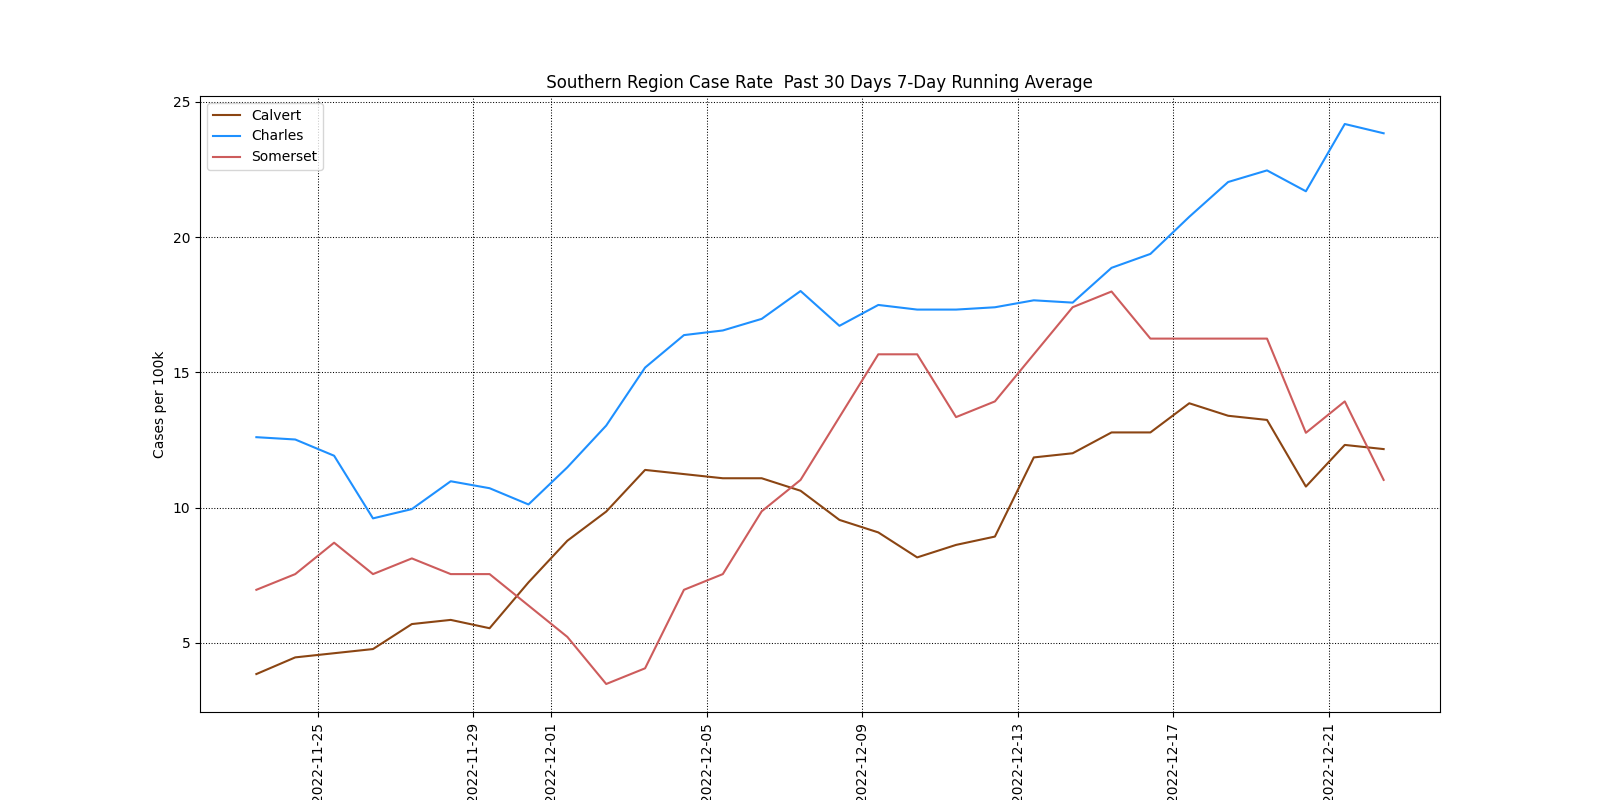 Southern Region Case Rate  Past 30 Days 7-Day Running Average
Calvert
Charles
Somerset
Cases per 100k
25
20
15
10
5
2022-11-25
2022-11-29
2022-12-01
2022-12-05
2022-12-09
2022-12-13
2022-12-17
2022-12-21